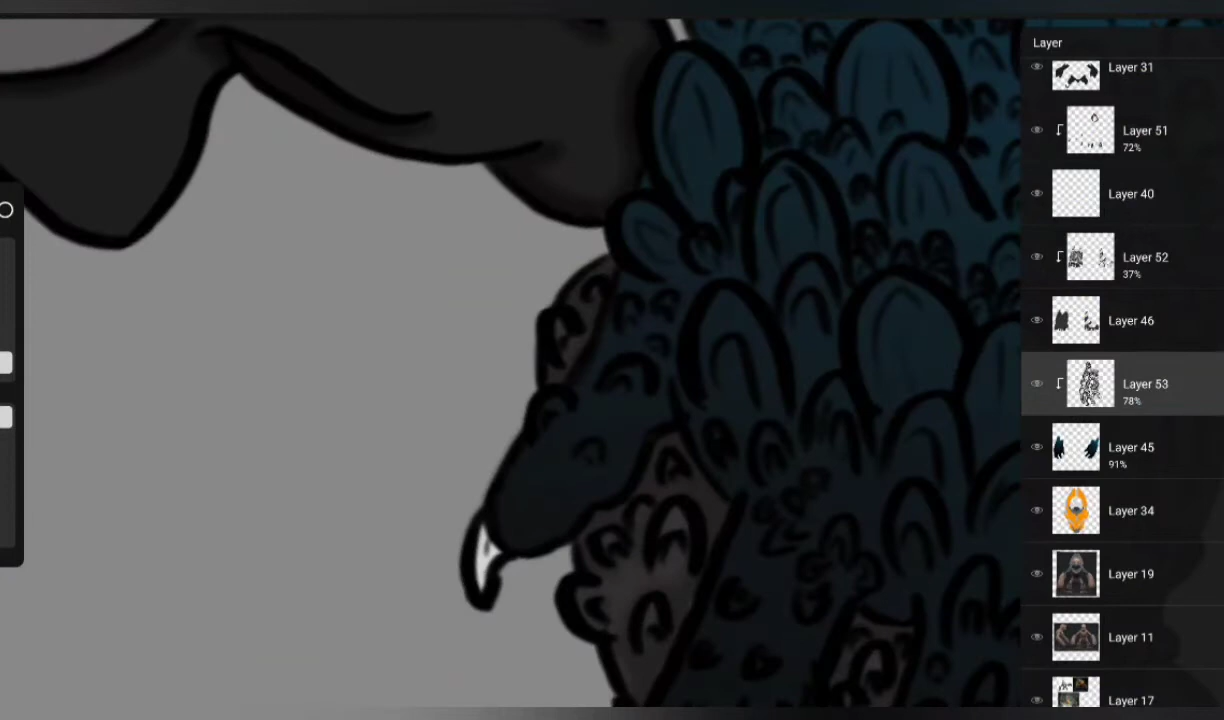 Layer
Layer 31
Layer 51
72%
Layer 40
Layer 52
37%
Layer 46
Layer 53
78%
Layer 45
91%
Layer 34
Layer 19
Layer 11
Layer 17